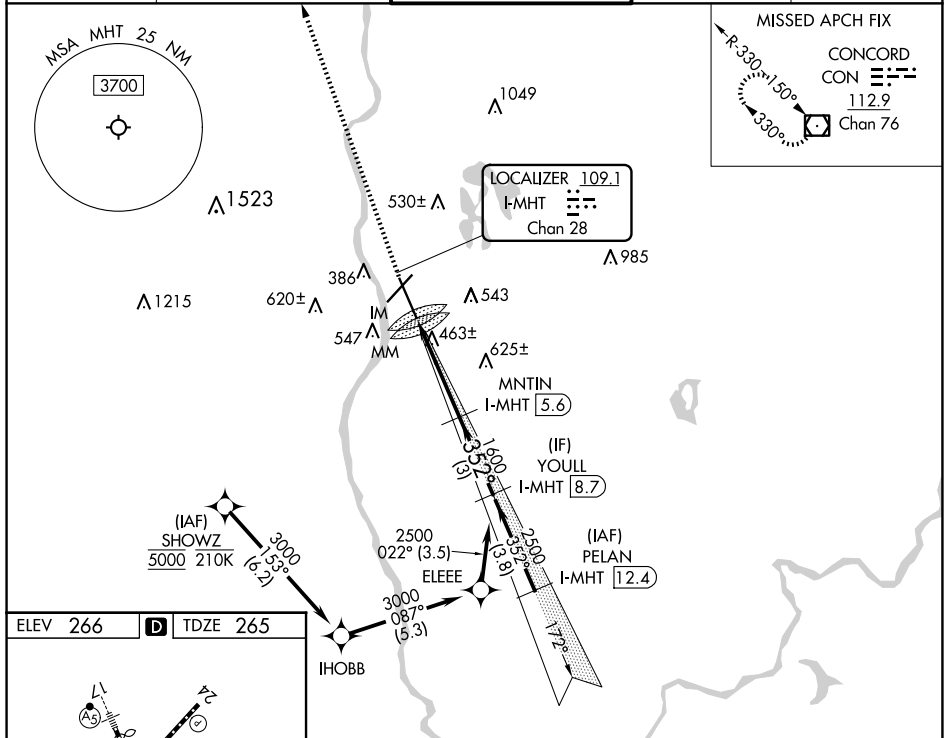 MSA MHT 25 NM
3700
MISSED APCH FIX
R-330
150°
330°
CONCORD
CON
112.9
Chan 76
1049
LOCALIZER 109.1
I-MHT
Chan 28
1523
530±
985
386
1215
620±
543
IM
547
463±
MM
625±
MNTIN
I-MHT 5.6
1600
352°
(3)
(IF)
YOULL
I-MHT 8.7
(IAF)
SHOWZ
5000 210K
3000
153°
(6.2)
2500
022° (3.5)
2500
352°
(3.8)
(IAF)
PELAN
I-MHT 12.4
ELEEE
3000
087°
(5.3)
172°
IHOBB
ELEV 266 D TDZE 265
17
A5
24
P